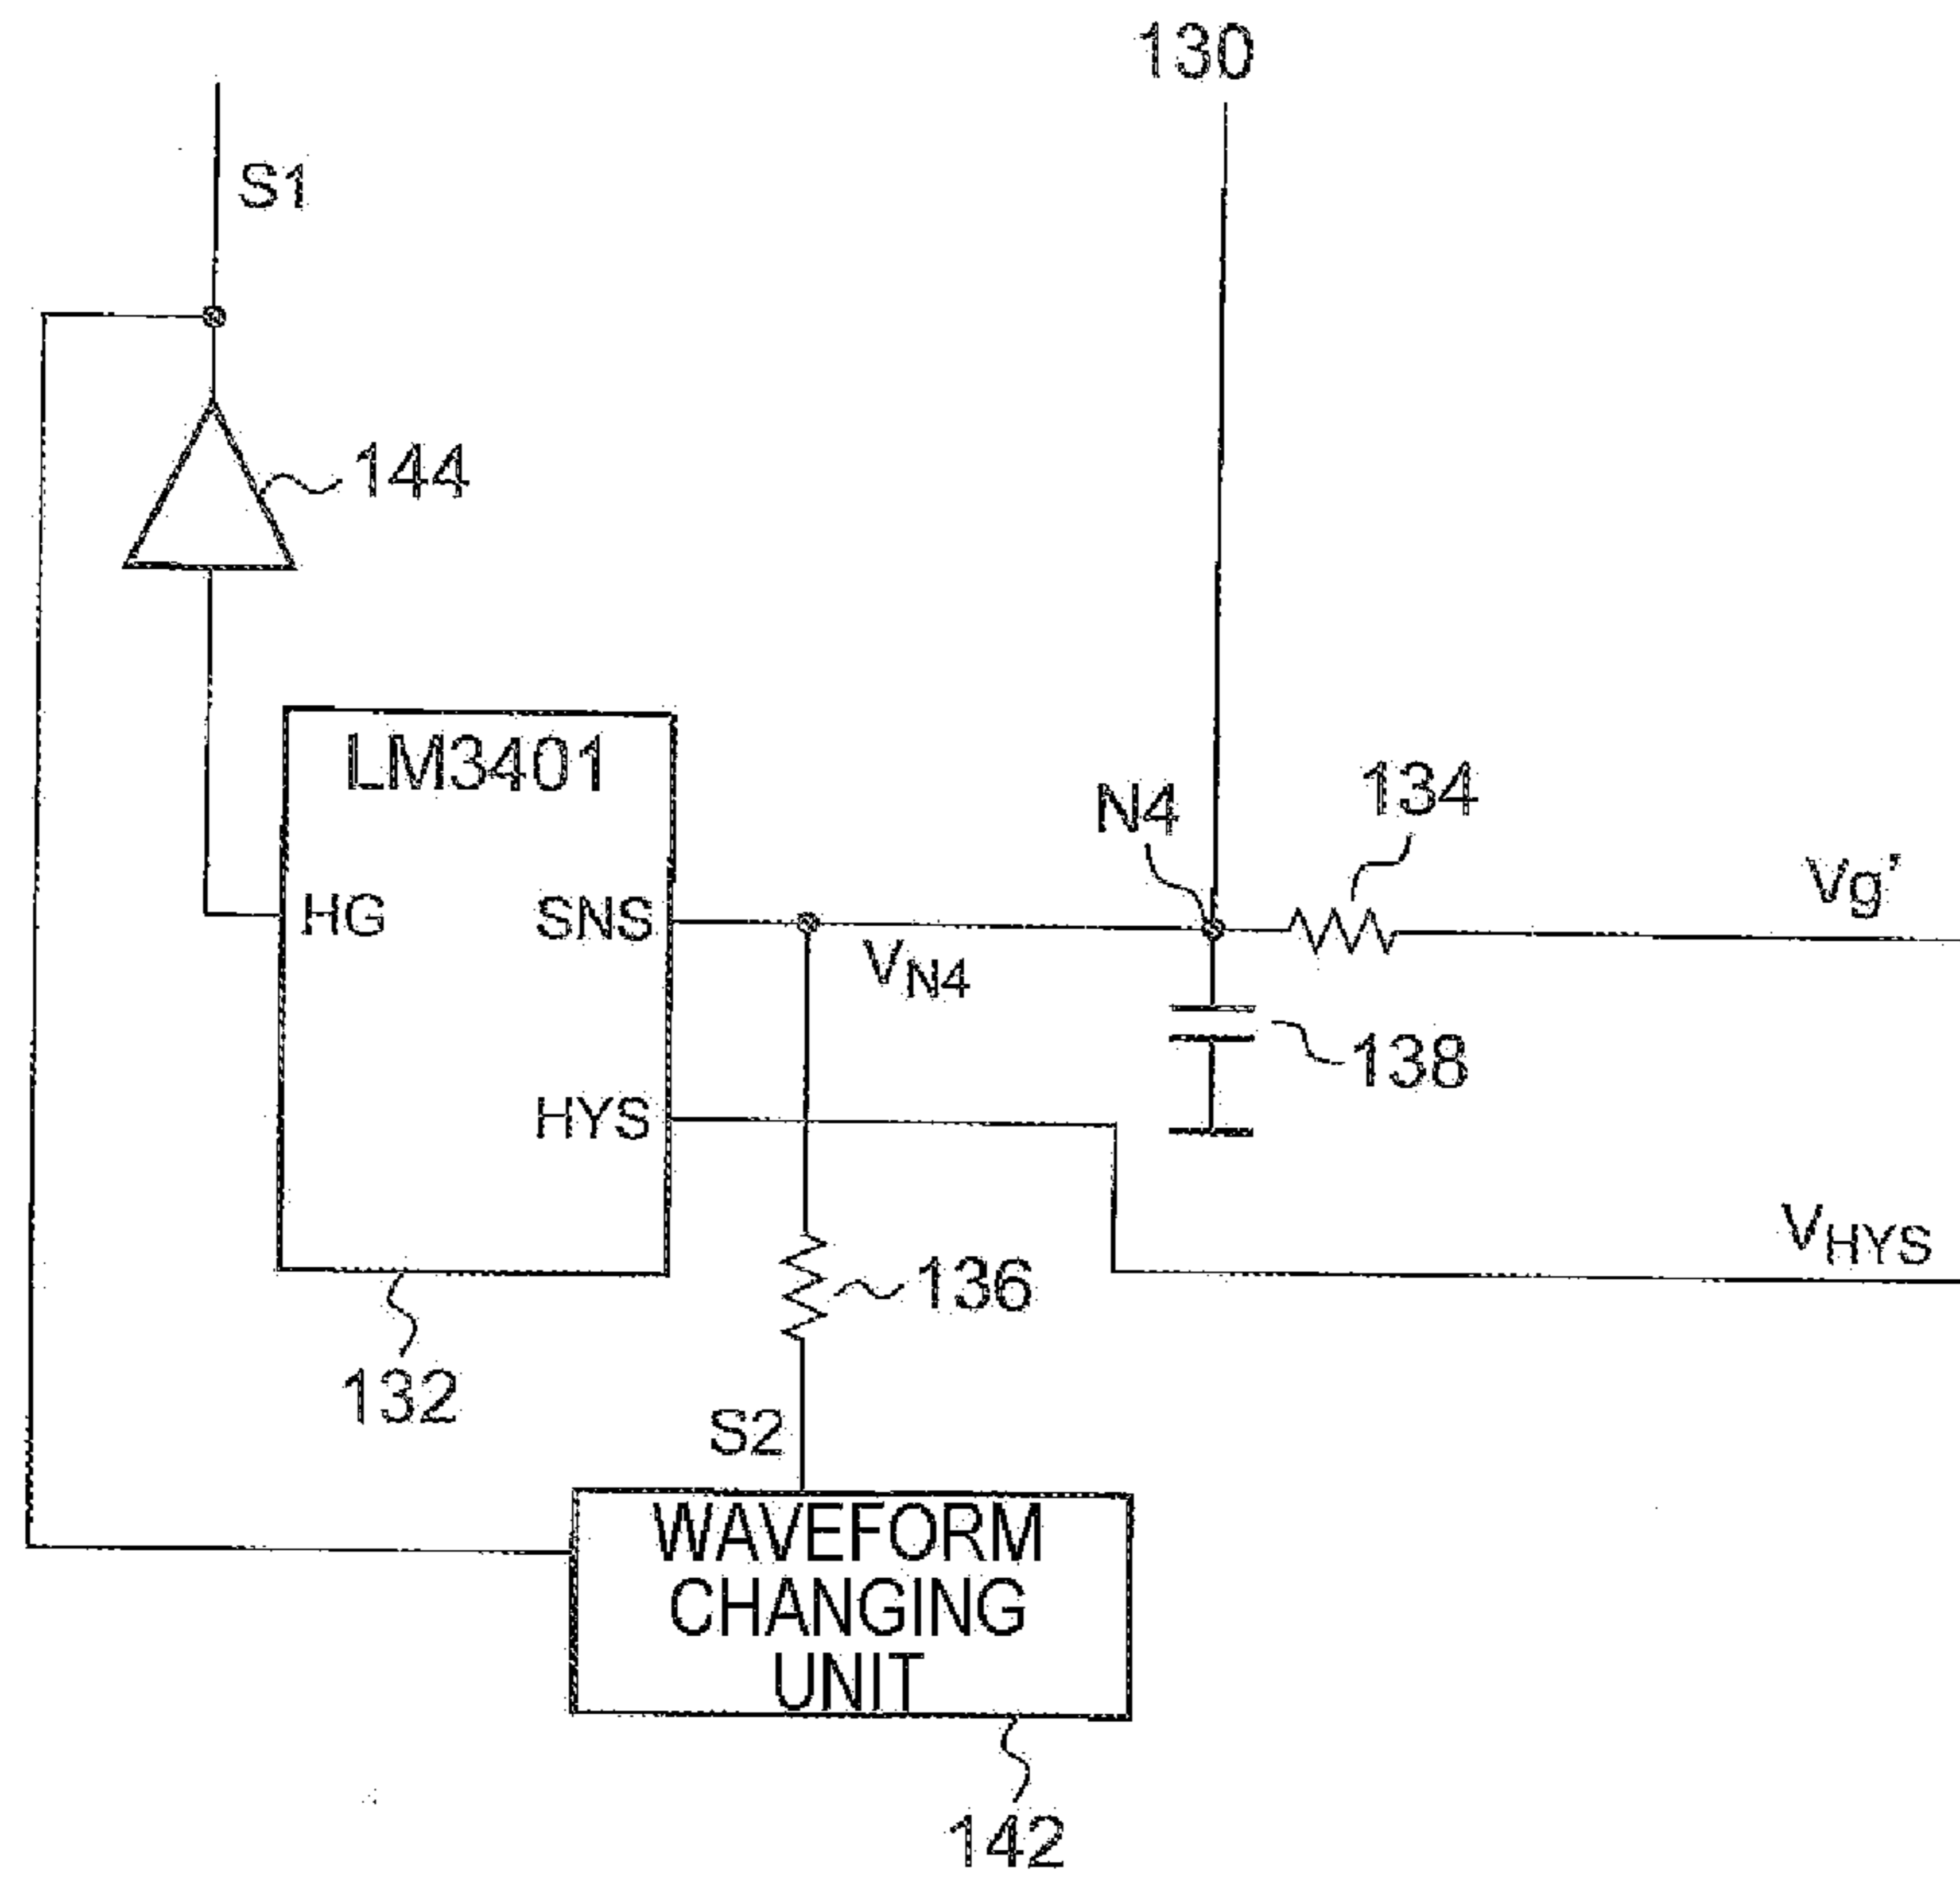 130
S1
144
LM3401
N4
134
Vg'
HG
SNS
VN4
138
HYS
VHYS
136
132
S2
WAVEFORM
CHANGING
UNIT
142